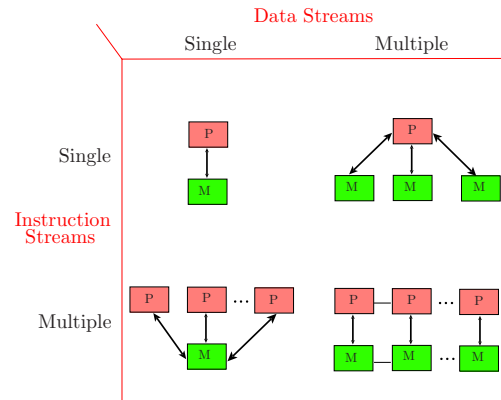 Data Streams
Single Multiple
Single
P P
M M M M
Instruction
Streams
Multiple
P P ... P P P ... P
M M M ... M